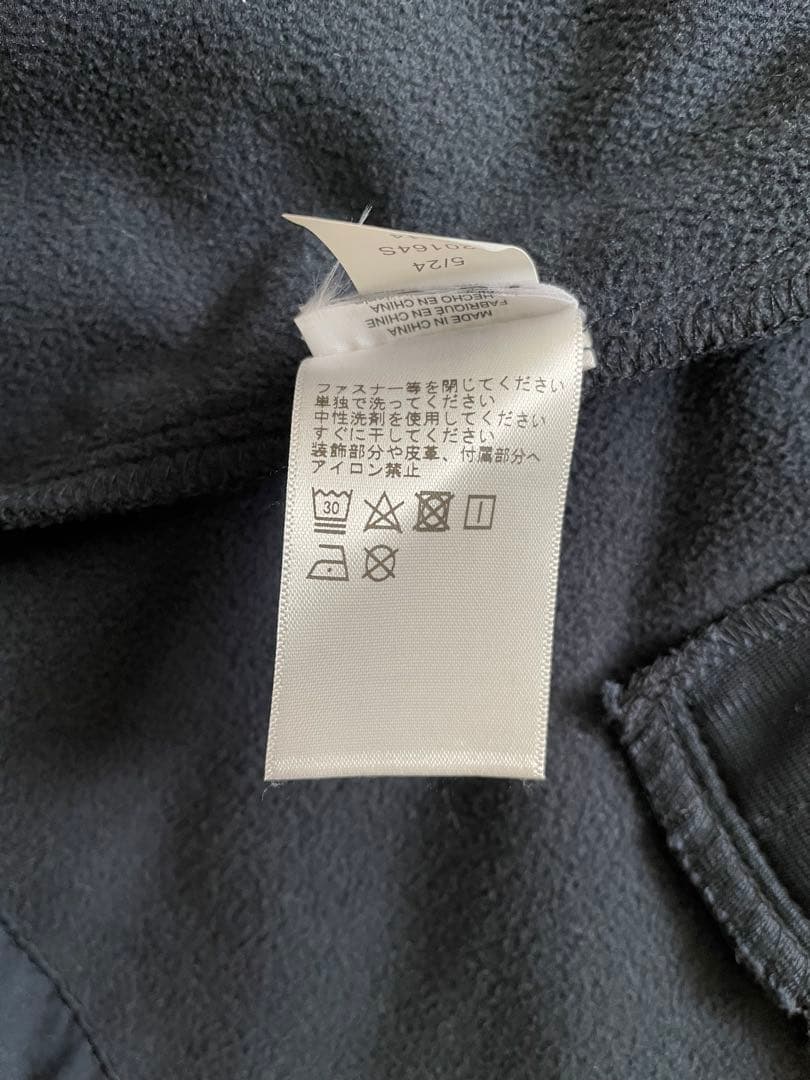 20164S
5/24
MADE IN CHINA
FABRIQUE EN CHINE
HECHO EN CHINA
ファスナー等を閉じてください
単独で洗ってください
中性洗剤を使用してください
すぐに干してください
装飾部分や皮革、付属部分へ
アイロン禁止
30